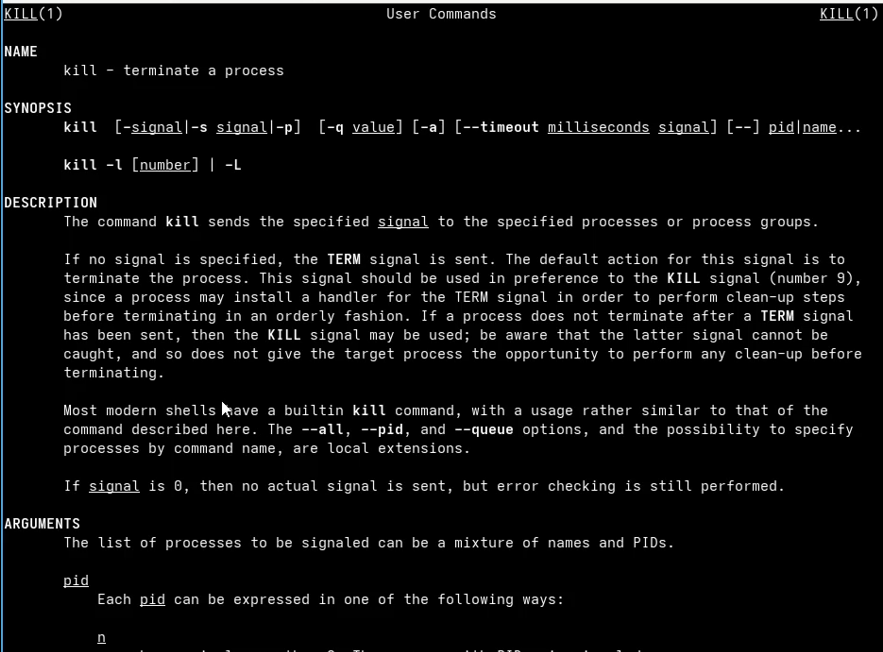 KILL(1) User Commands KILL(1)
NAME
kill - terminate a process
SYNOPSIS
kill [-signal|-s signal|-p] [-q value] [-a] [--timeout milliseconds signal] [--] pid|name...
kill -l [number] | -L
DESCRIPTION
The command kill sends the specified signal to the specified processes or process groups.
If no signal is specified, the TERM signal is sent. The default action for this signal is to
terminate the process. This signal should be used in preference to the KILL signal (number 9),
since a process may install a handler for the TERM signal in order to perform clean-up steps
before terminating in an orderly fashion. If a process does not terminate after a TERM signal
has been sent, then the KILL signal may be used; be aware that the latter signal cannot be
caught, and so does not give the target process the opportunity to perform any clean-up before
terminating.
Most modern shells have a builtin kill command, with a usage rather similar to that of the
command described here. The --all, --pid, and --queue options, and the possibility to specify
processes by command name, are local extensions.
If signal is 0, then no actual signal is sent, but error checking is still performed.
ARGUMENTS
The list of processes to be signaled can be a mixture of names and PIDs.
pid
Each pid can be expressed in one of the following ways:
n